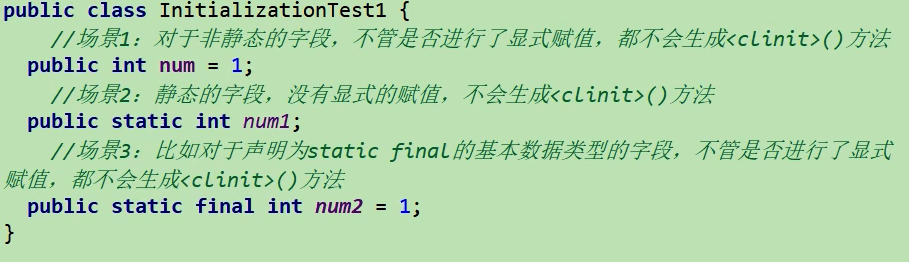 public class InitializationTest1 {
//场景1：对于非静态的字段，不管是否进行了显式赋值，都不会生成<clinit>()方法
public int num = 1;
//场景2：静态的字段，没有显式的赋值，不会生成<clinit>()方法
public static int num1;
//场景3：比如对于声明为static final的基本数据类型的字段，不管是否进行了显式
赋值，都不会生成<clinit>()方法
public static final int num2 = 1;
}